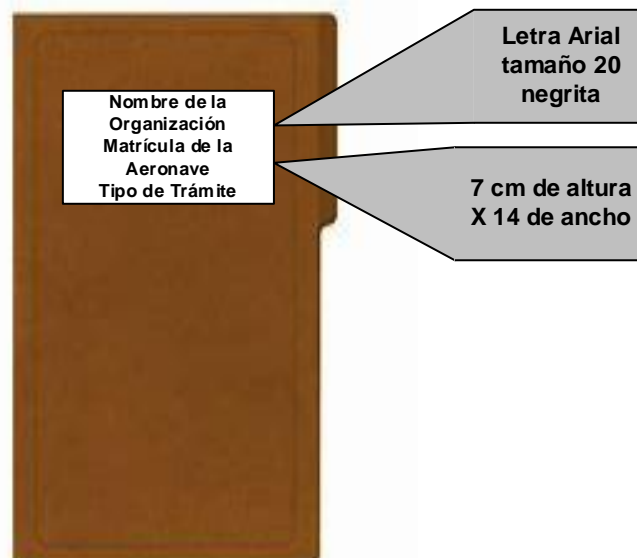 Nombre de la
Organización
Matrícula de la
Aeronave
Tipo de Trámite
Letra Arial
tamaño 20
negrita
7 cm de altura
X 14 de ancho